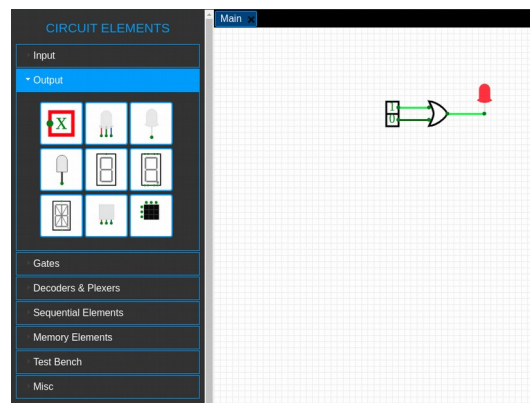 CIRCUIT ELEMENTS
Input
Output
X
Gates
Decoders & Plexers
Sequential Elements
Memory Elements
Test Bench
Misc
Main ×
1
0